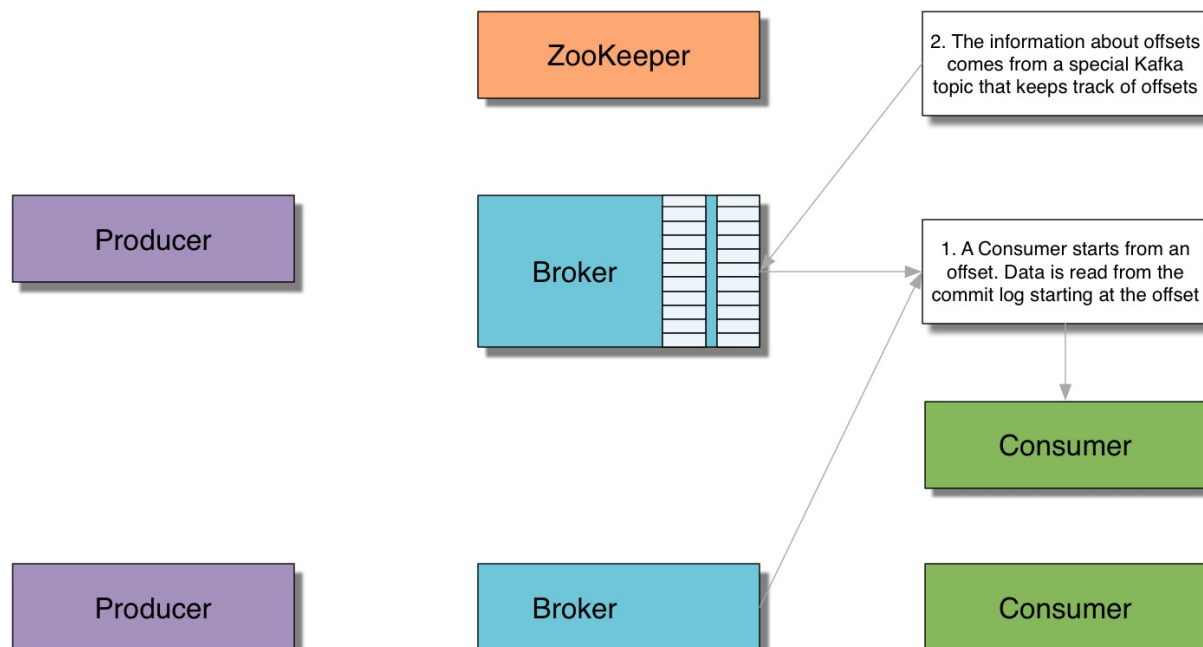 ZooKeeper
2. The information about offsets
comes from a special Kafka
topic that keeps track of offsets
Producer
Broker
1. A Consumer starts from an
offset. Data is read from the
commit log starting at the offset
Consumer
Producer
Broker
Consumer